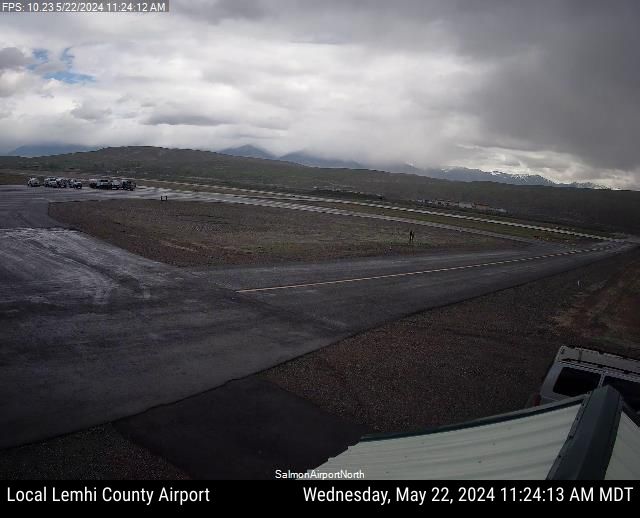 FPS: 10.23 5/22/2024 11:24:12 AM
SalmonAirportNorth
Local Lemhi County Airport Wednesday, May 22, 2024 11:24:13 AM MDT